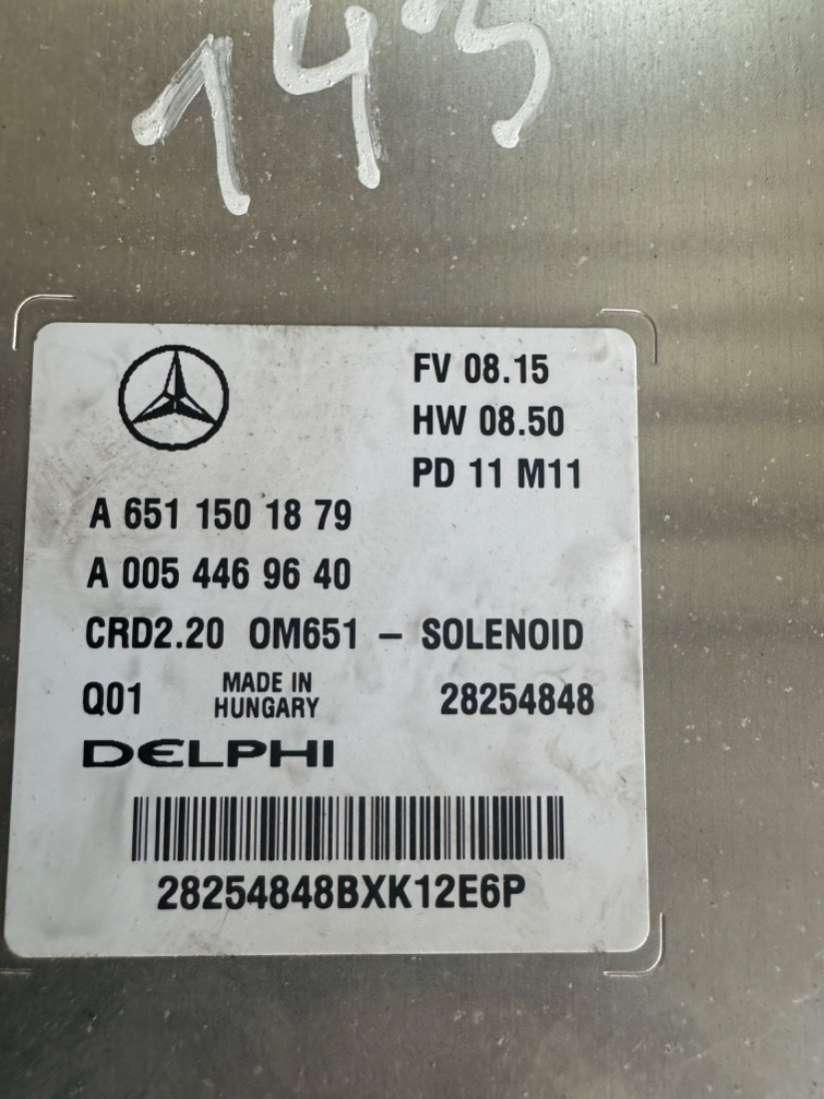 143
FV 08.15
HW 08.50
PD 11 M11
A 651 150 18 79
A 005 446 96 40
CRD2.20 OM651 – SOLENOID
Q01 MADE IN HUNGARY 28254848
DELPHI
28254848BXK12E6P